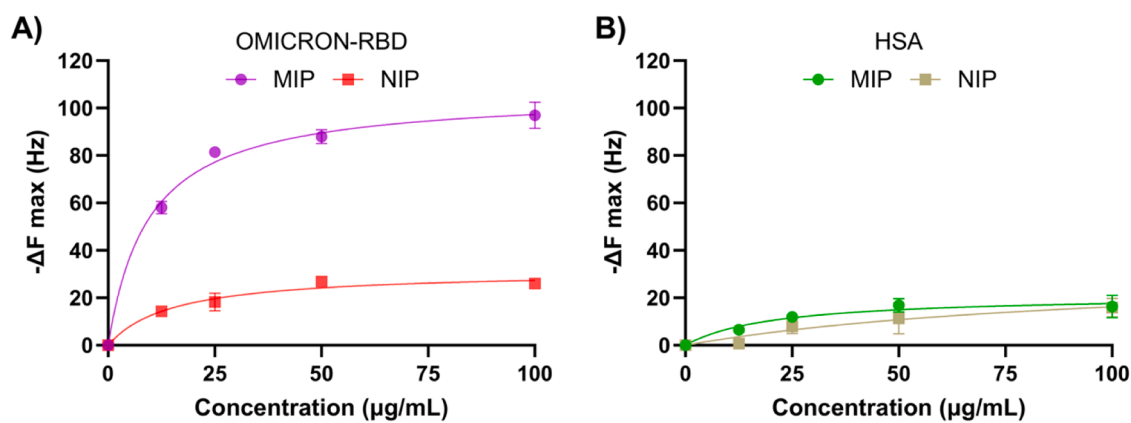 A)
OMICRON-RBD
MIP NIP
120
100
80
60
40
20
0
-ΔF max (Hz)
0 25 50 75 100
Concentration (µg/mL)
B)
HSA
MIP NIP
120
100
80
60
40
20
0
-ΔF max (Hz)
0 25 50 75 100
Concentration (µg/mL)